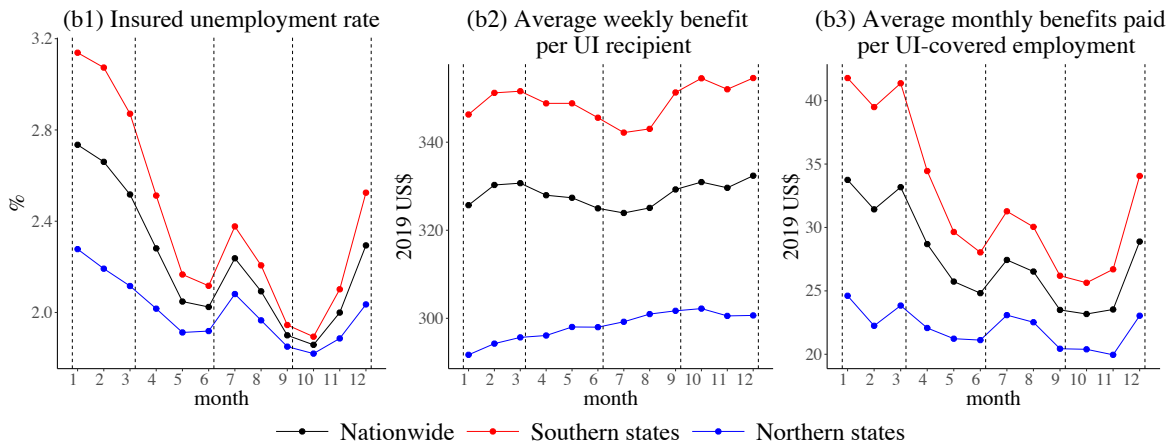 (b1) Insured unemployment rate
3.2
2.8
2.4
2.0
%
1 2 3 4 5 6 7 8 9 10 11 12
month
(b2) Average weekly benefit
per UI recipient
340
320
300
2019 US$
1 2 3 4 5 6 7 8 9 10 11 12
month
(b3) Average monthly benefits paid
per UI-covered employment
40
35
30
25
20
2019 US$
1 2 3 4 5 6 7 8 9 10 11 12
month
Nationwide Southern states Northern states